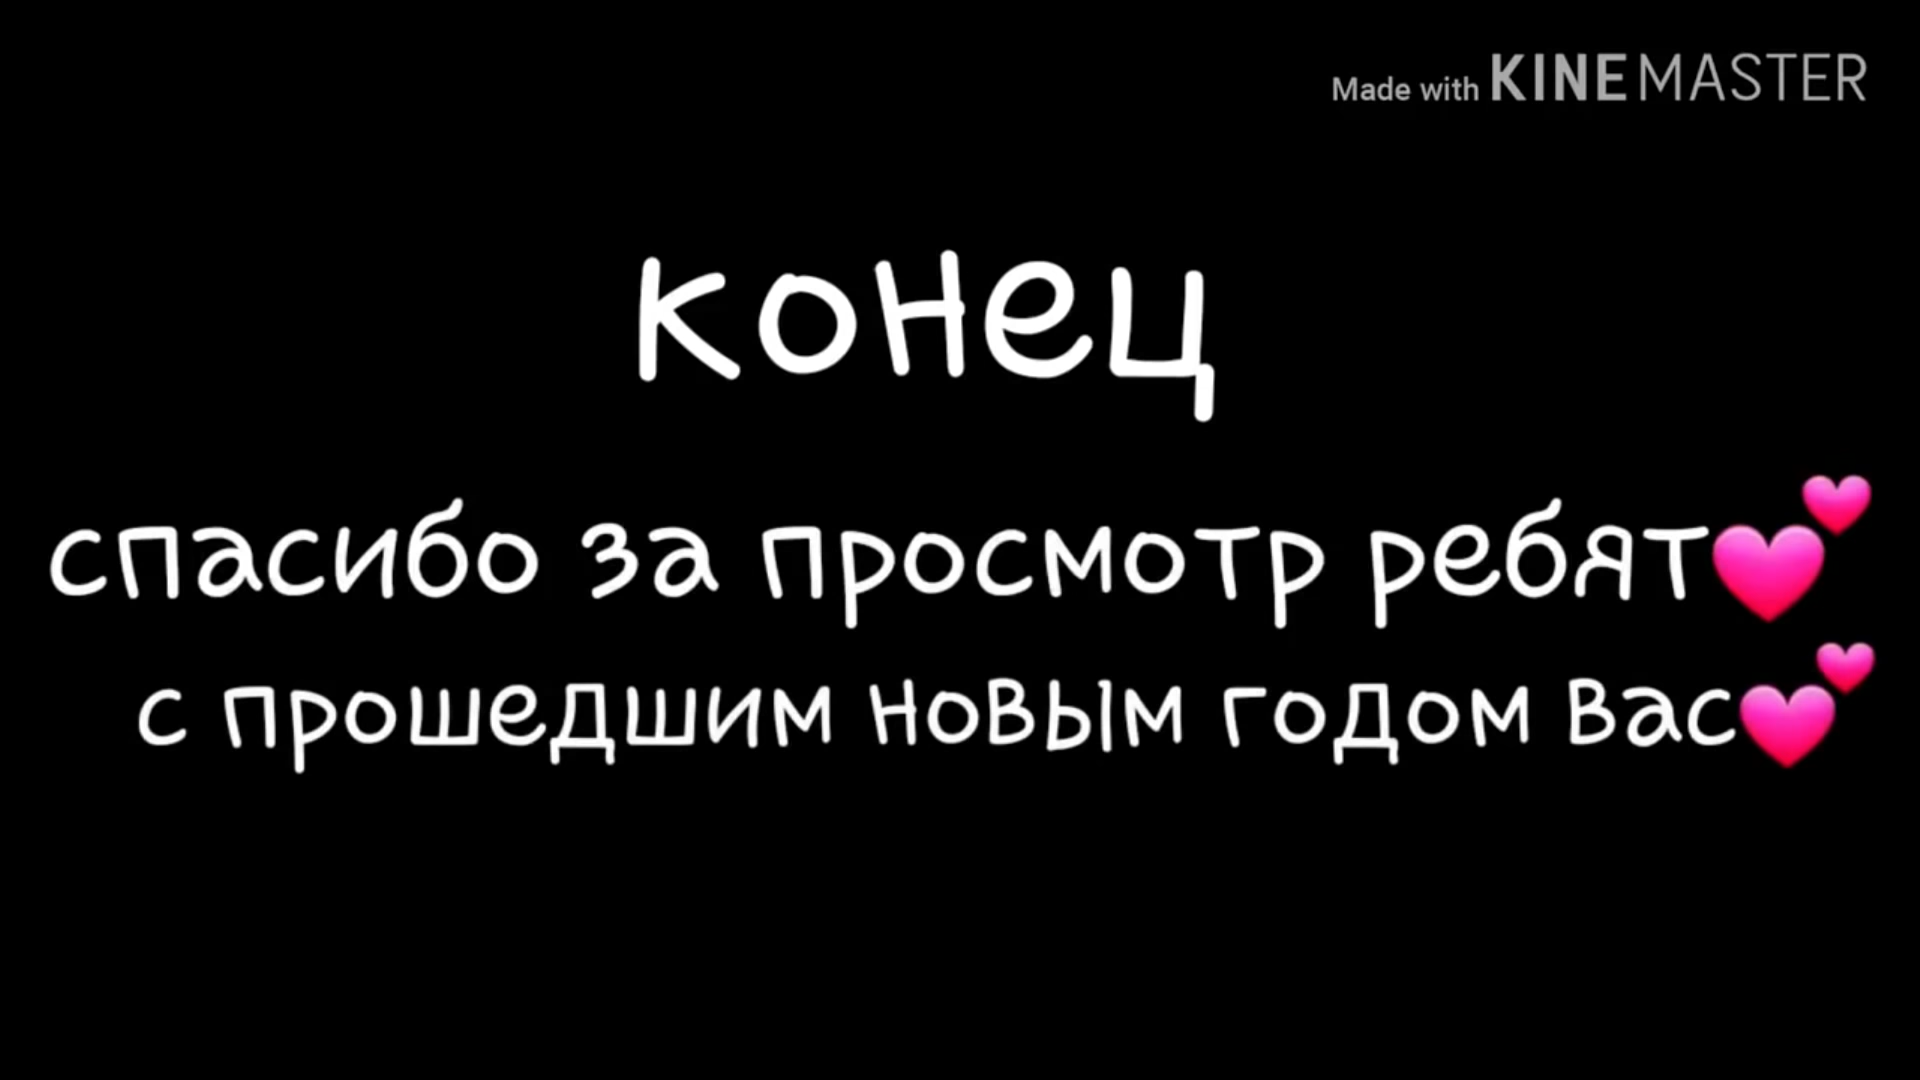 Made with KINEMASTER
конец
спасибо за просмотр ребят💕
с прошедшим новым годом вас💕